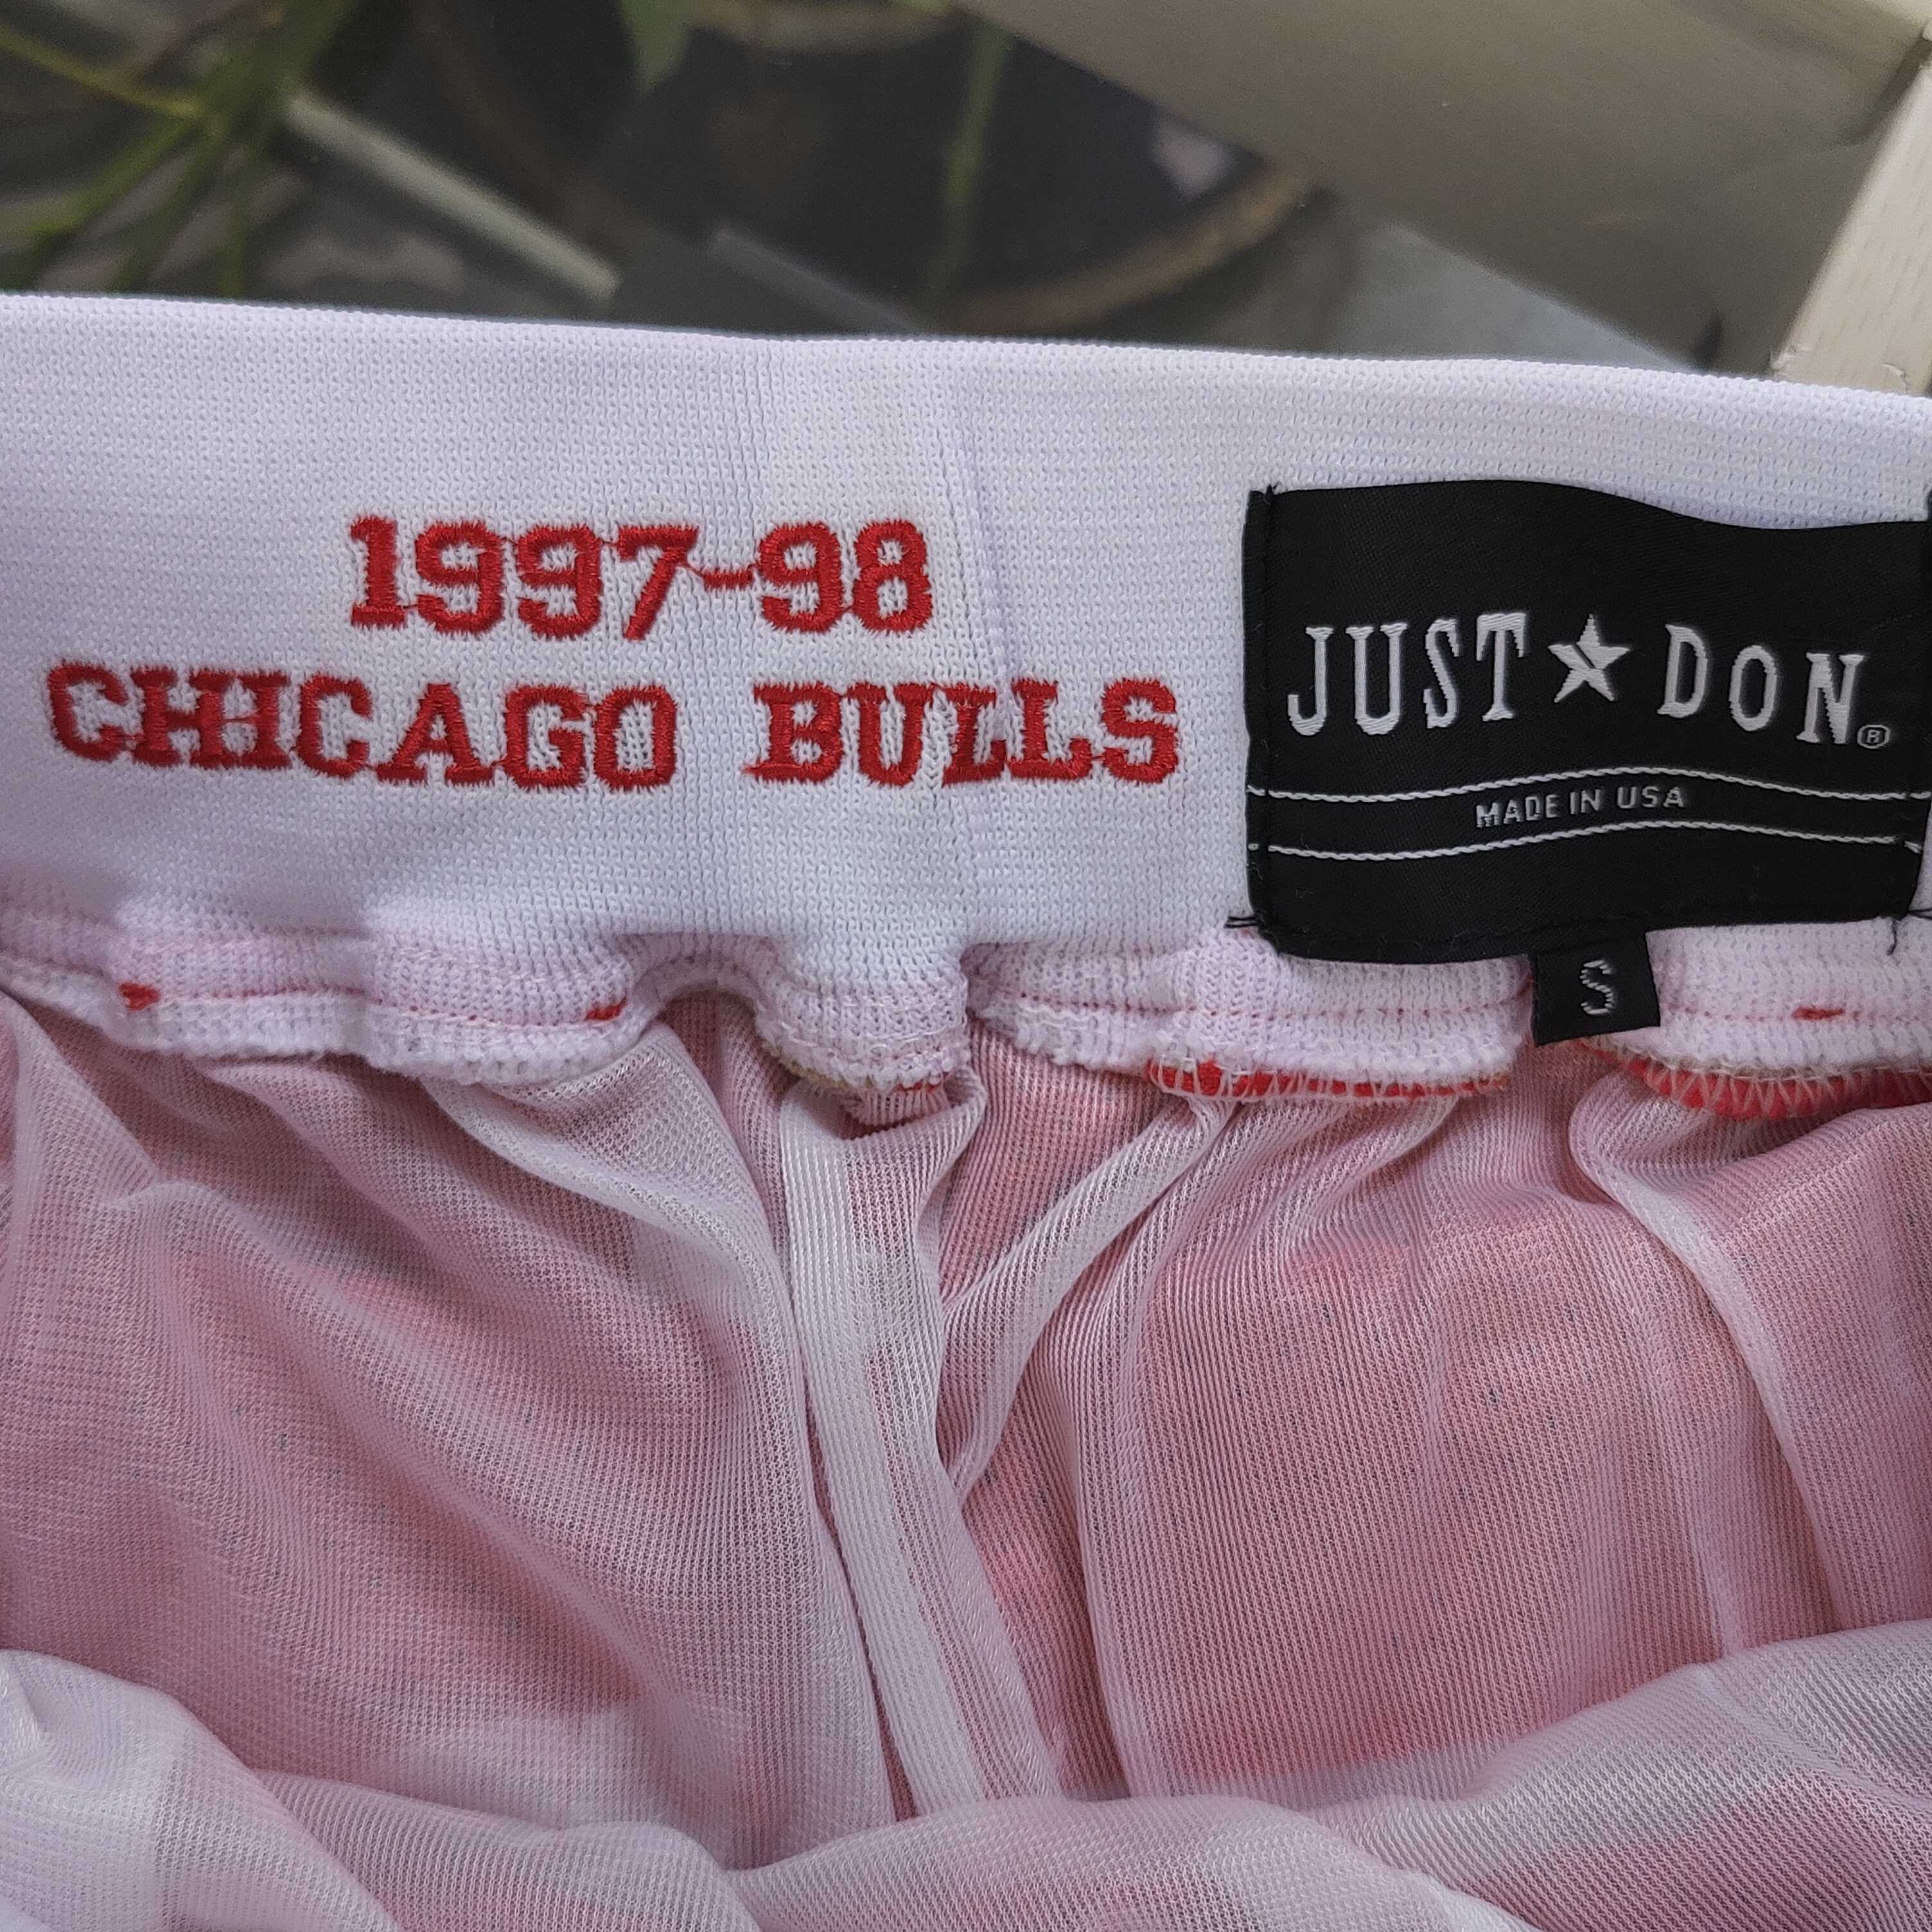 1997-98
CHICAGO BULLS
JUST★DON®
MADE IN USA
S